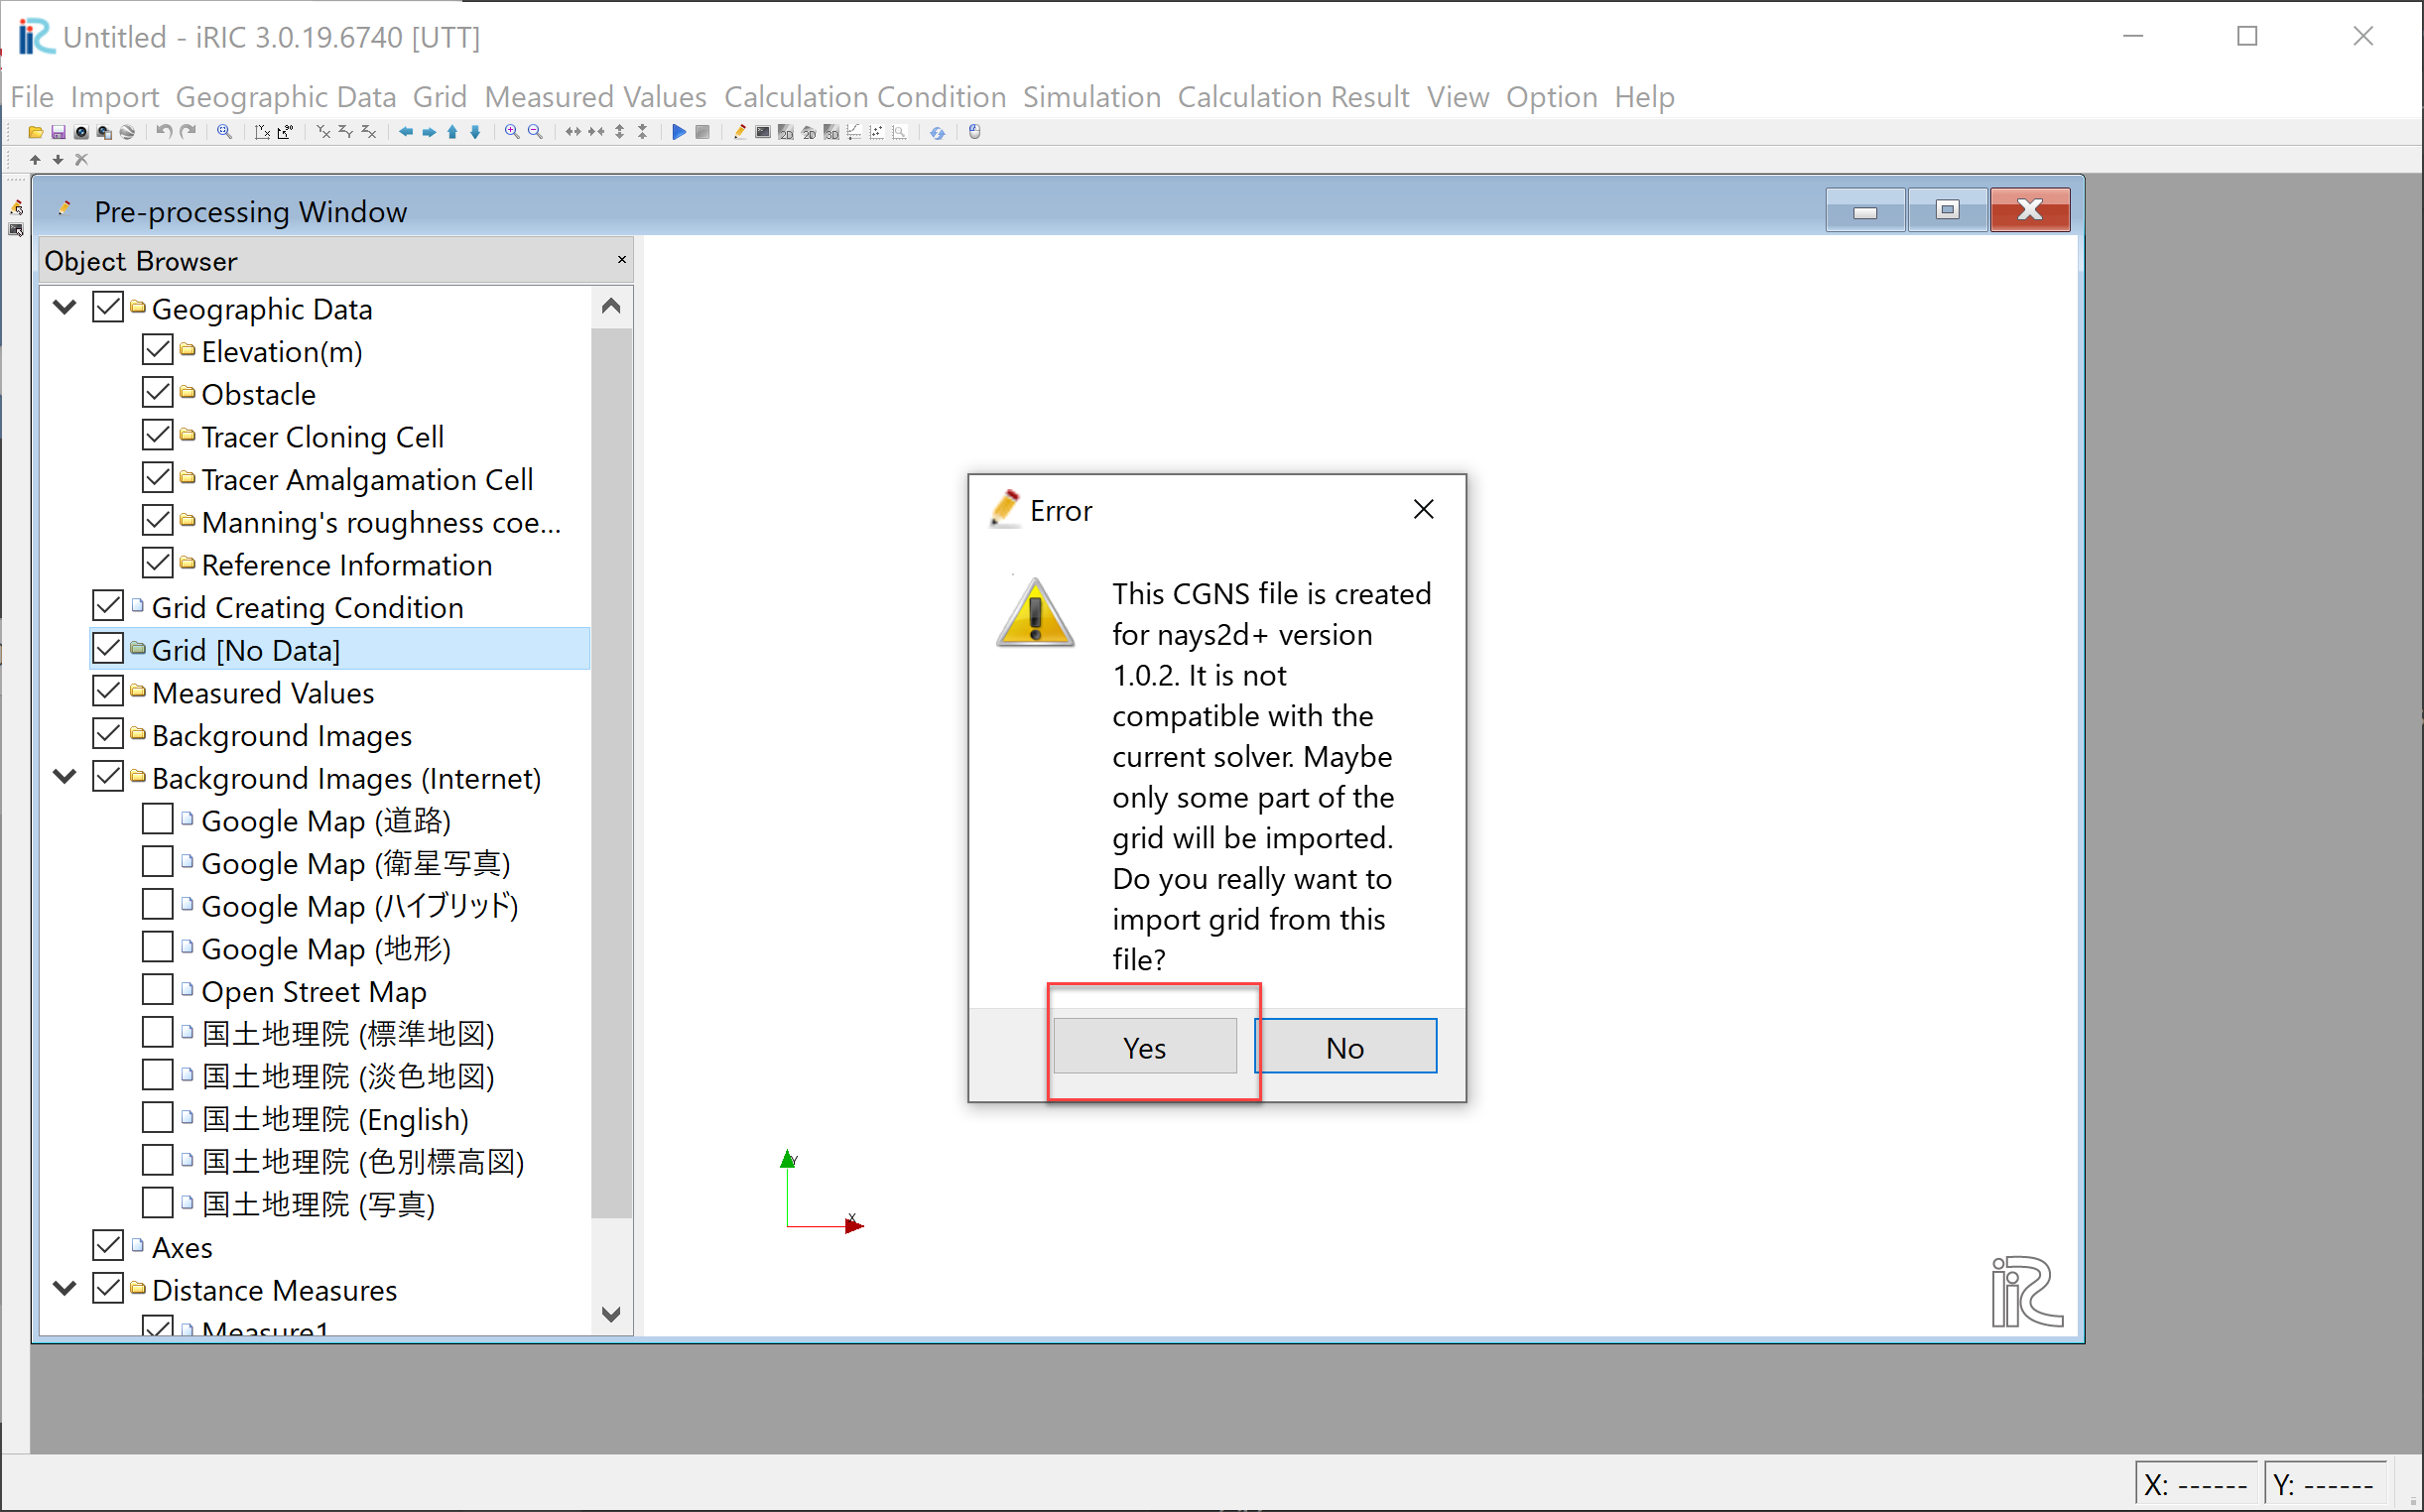 Untitled - iRIC 3.0.19.6740 [UTT]
File Import Geographic Data Grid Measured Values Calculation Condition Simulation Calculation Result View Option Help
Pre-processing Window
Object Browser
Geographic Data
Elevation(m)
Obstacle
Tracer Cloning Cell
Tracer Amalgamation Cell
Manning's roughness coe...
Reference Information
Grid Creating Condition
Grid [No Data]
Measured Values
Background Images
Background Images (Internet)
Google Map (道路)
Google Map (衛星写真)
Google Map (ハイブリッド)
Google Map (地形)
Open Street Map
国土地理院 (標準地図)
国土地理院 (淡色地図)
国土地理院 (English)
国土地理院 (色別標高図)
国土地理院 (写真)
Axes
Distance Measures
Measure1
Error
This CGNS file is created
for nays2d+ version
1.0.2. It is not
compatible with the
current solver. Maybe
only some part of the
grid will be imported.
Do you really want to
import grid from this
file?
Yes No
Y
X
iRIC
X: ------ Y: ------